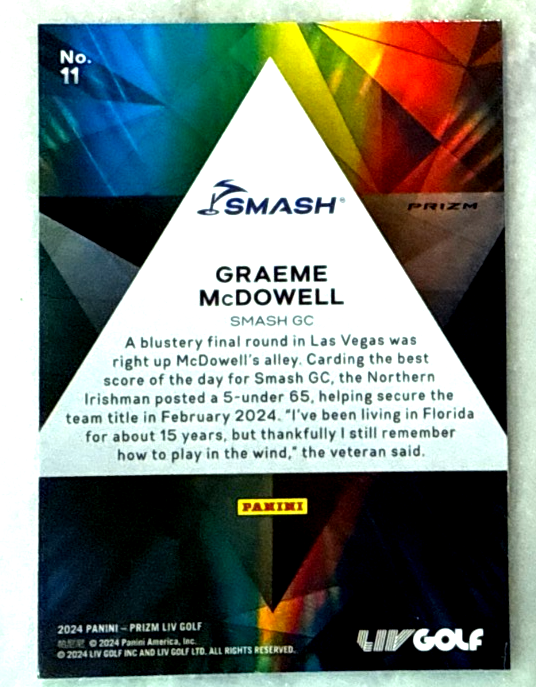 No.
11
SMASH®
PRIZM
GRAEME
McDOWELL
SMASH GC
A blustery final round in Las Vegas was
right up McDowell's alley. Carding the best
score of the day for Smash GC, the Northern
Irishman posted a 5-under 65, helping secure the
team title in February 2024. "I've been living in Florida
for about 15 years, but thankfully I still remember
how to play in the wind," the veteran said.
PANINI
2024 PANINI – PRIZM LIV GOLF
© 2024 Panini America, Inc.
© 2024 LIV GOLF INC AND LIV GOLF LTD. ALL RIGHTS RESERVED.
LIV GOLF